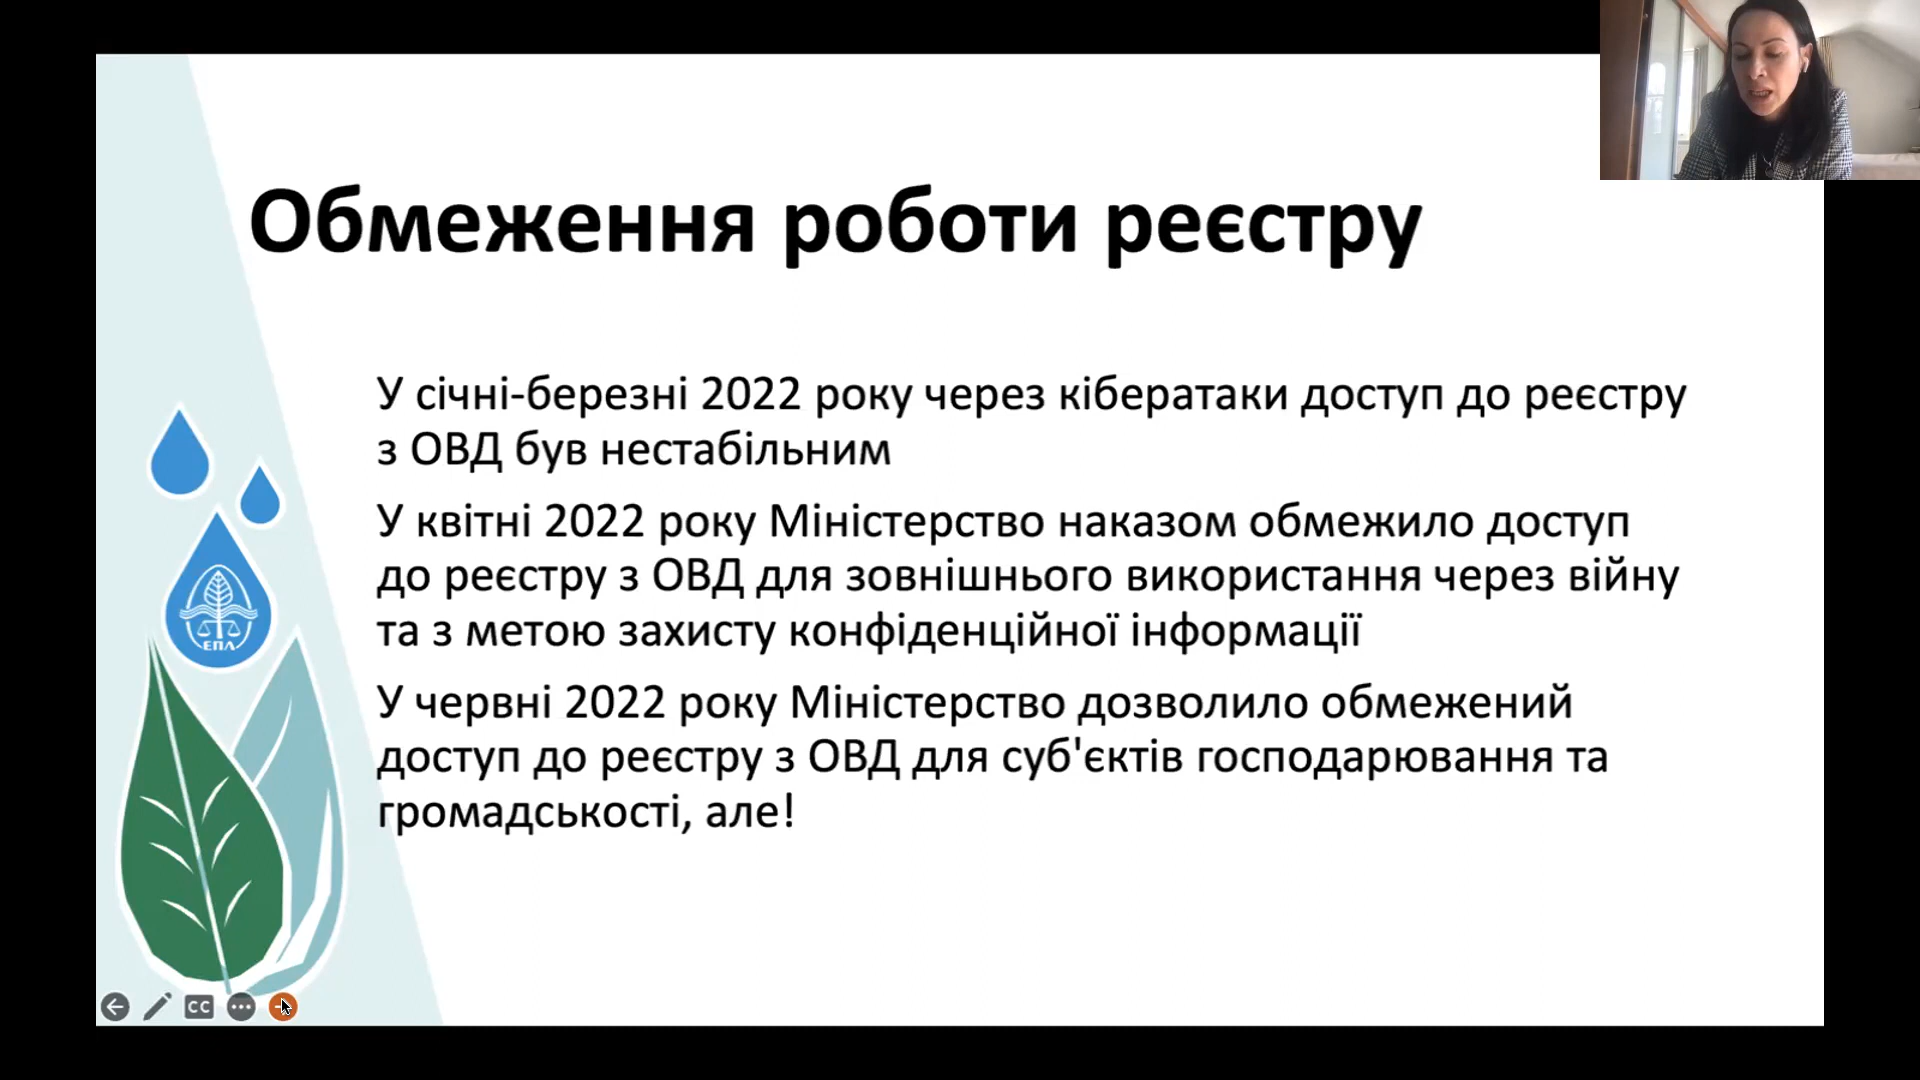 Обмеження роботи реєстру
У січні-березні 2022 року через кібератаки доступ до реєстру
з ОВД був нестабільним
У квітні 2022 року Міністерство наказом обмежило доступ
до реєстру з ОВД для зовнішнього використання через війну
та з метою захисту конфіденційної інформації
У червні 2022 року Міністерство дозволило обмежений
доступ до реєстру з ОВД для суб'єктів господарювання та
громадськості, але!
ЕПЛ
CC